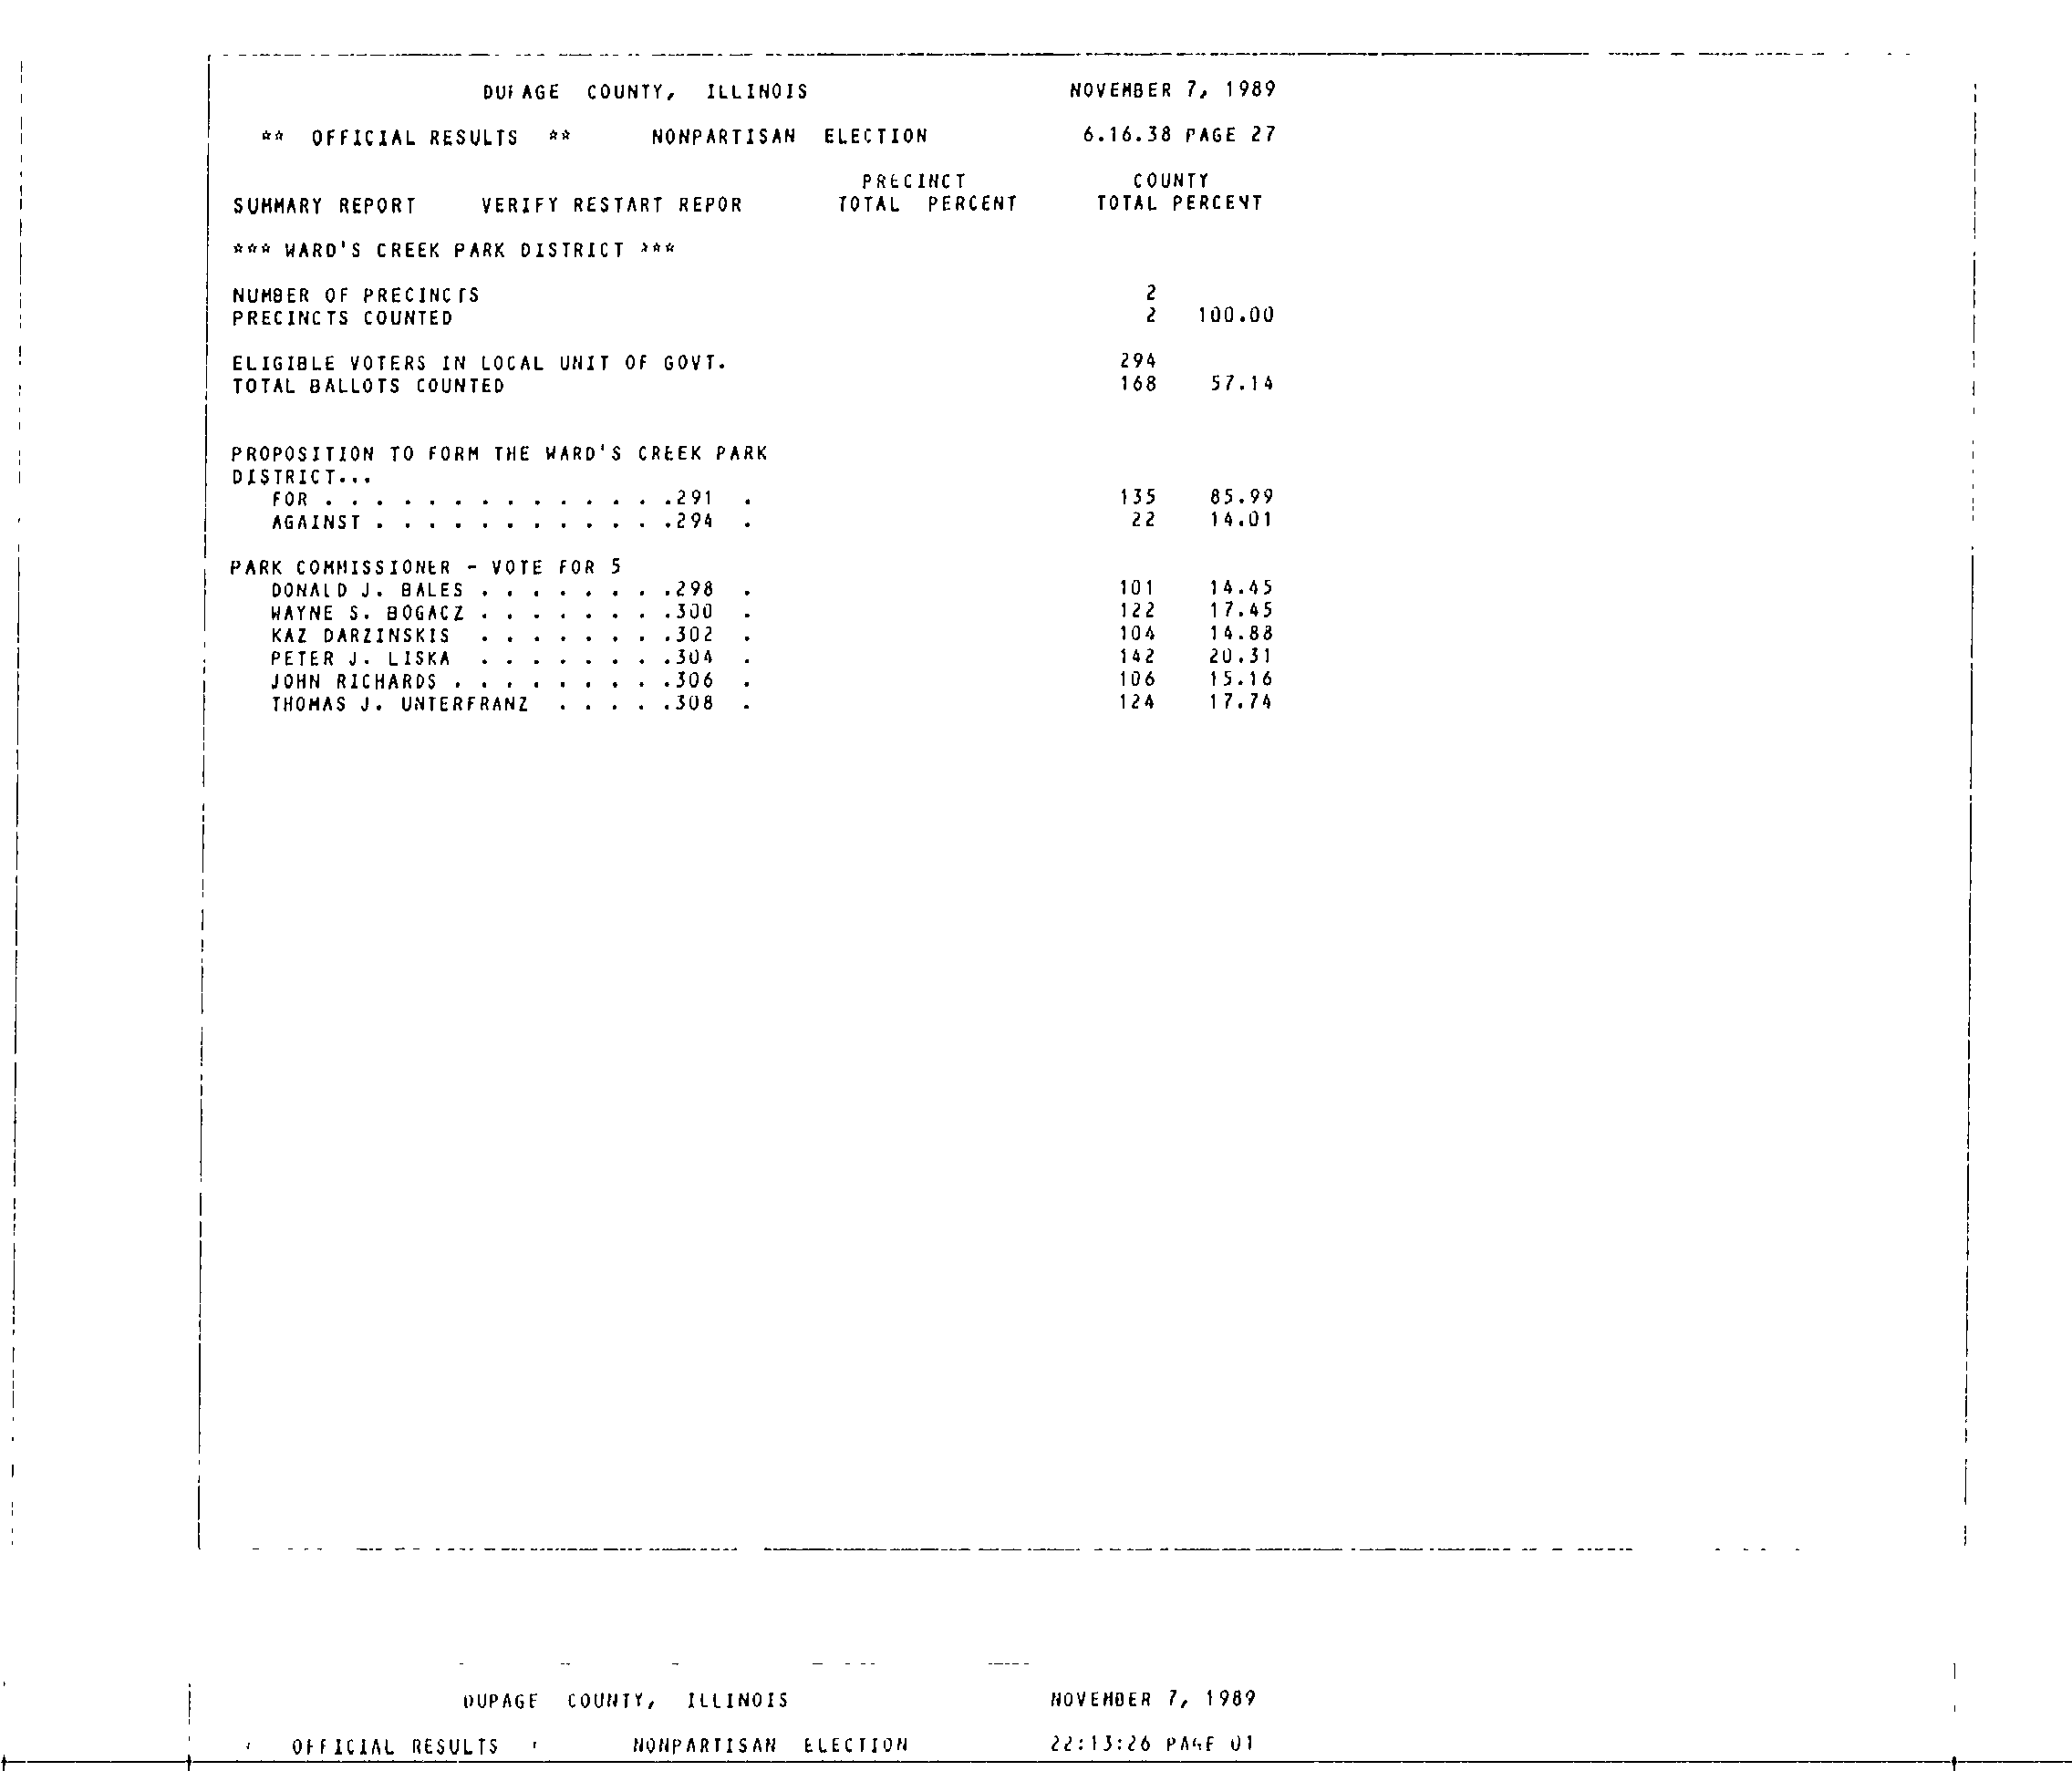 DUPAGE COUNTY, ILLINOIS NOVEMBER 7, 1989
** OFFICIAL RESULTS ** NONPARTISAN ELECTION 6.16.38 PAGE 27
PRECINCT COUNTY
SUMMARY REPORT VERIFY RESTART REPOR TOTAL PERCENT TOTAL PERCENT
*** WARD'S CREEK PARK DISTRICT ***
NUMBER OF PRECINCTS 2
PRECINCTS COUNTED 2 100.00
ELIGIBLE VOTERS IN LOCAL UNIT OF GOVT. 294
TOTAL BALLOTS COUNTED 168 57.14
PROPOSITION TO FORM THE WARD'S CREEK PARK
DISTRICT...
FOR . . . . . . . . . . . . . .291 . 135 85.99
AGAINST . . . . . . . . . . . .294 . 22 14.01
PARK COMMISSIONER - VOTE FOR 5
DONALD J. BALES . . . . . . . .298 . 101 14.45
WAYNE S. BOGACZ . . . . . . . .300 . 122 17.45
KAZ DARZINSKIS . . . . . . . .302 . 104 14.88
PETER J. LISKA . . . . . . . .304 . 142 20.31
JOHN RICHARDS . . . . . . . . .306 . 106 15.16
THOMAS J. UNTERFRANZ . . . . .308 . 124 17.74
DUPAGE COUNTY, ILLINOIS NOVEMBER 7, 1989
OFFICIAL RESULTS NONPARTISAN ELECTION 22:13:26 PAGE 01